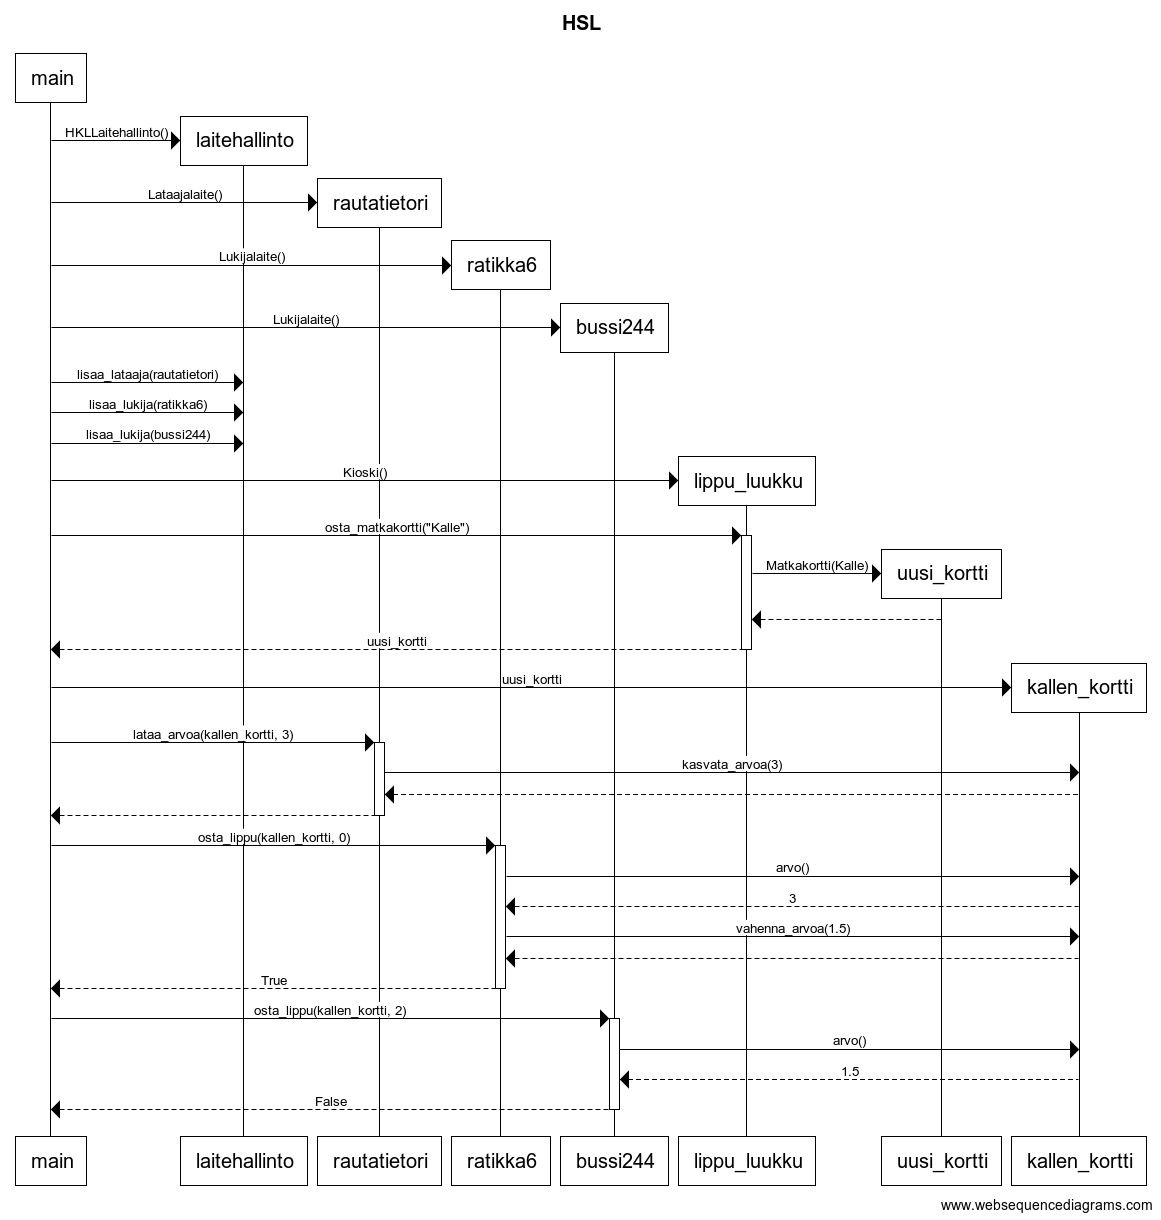 HSL
main
HKLLaitehallinto()
laitehallinto
Lataajalaite()
rautatietori
Lukijalaite()
ratikka6
Lukijalaite()
bussi244
lisaa_lataaja(rautatietori)
lisaa_lukija(ratikka6)
lisaa_lukija(bussi244)
Kioski()
lippu_luukku
osta_matkakortti("Kalle")
Matkakortti(Kalle)
uusi_kortti
uusi_kortti
uusi_kortti
kallen_kortti
lataa_arvoa(kallen_kortti, 3)
kasvata_arvoa(3)
osta_lippu(kallen_kortti, 0)
arvo()
3
vahenna_arvoa(1.5)
True
osta_lippu(kallen_kortti, 2)
arvo()
1.5
False
main laitehallinto rautatietori ratikka6 bussi244 lippu_luukku uusi_kortti kallen_kortti
www.websequencediagrams.com